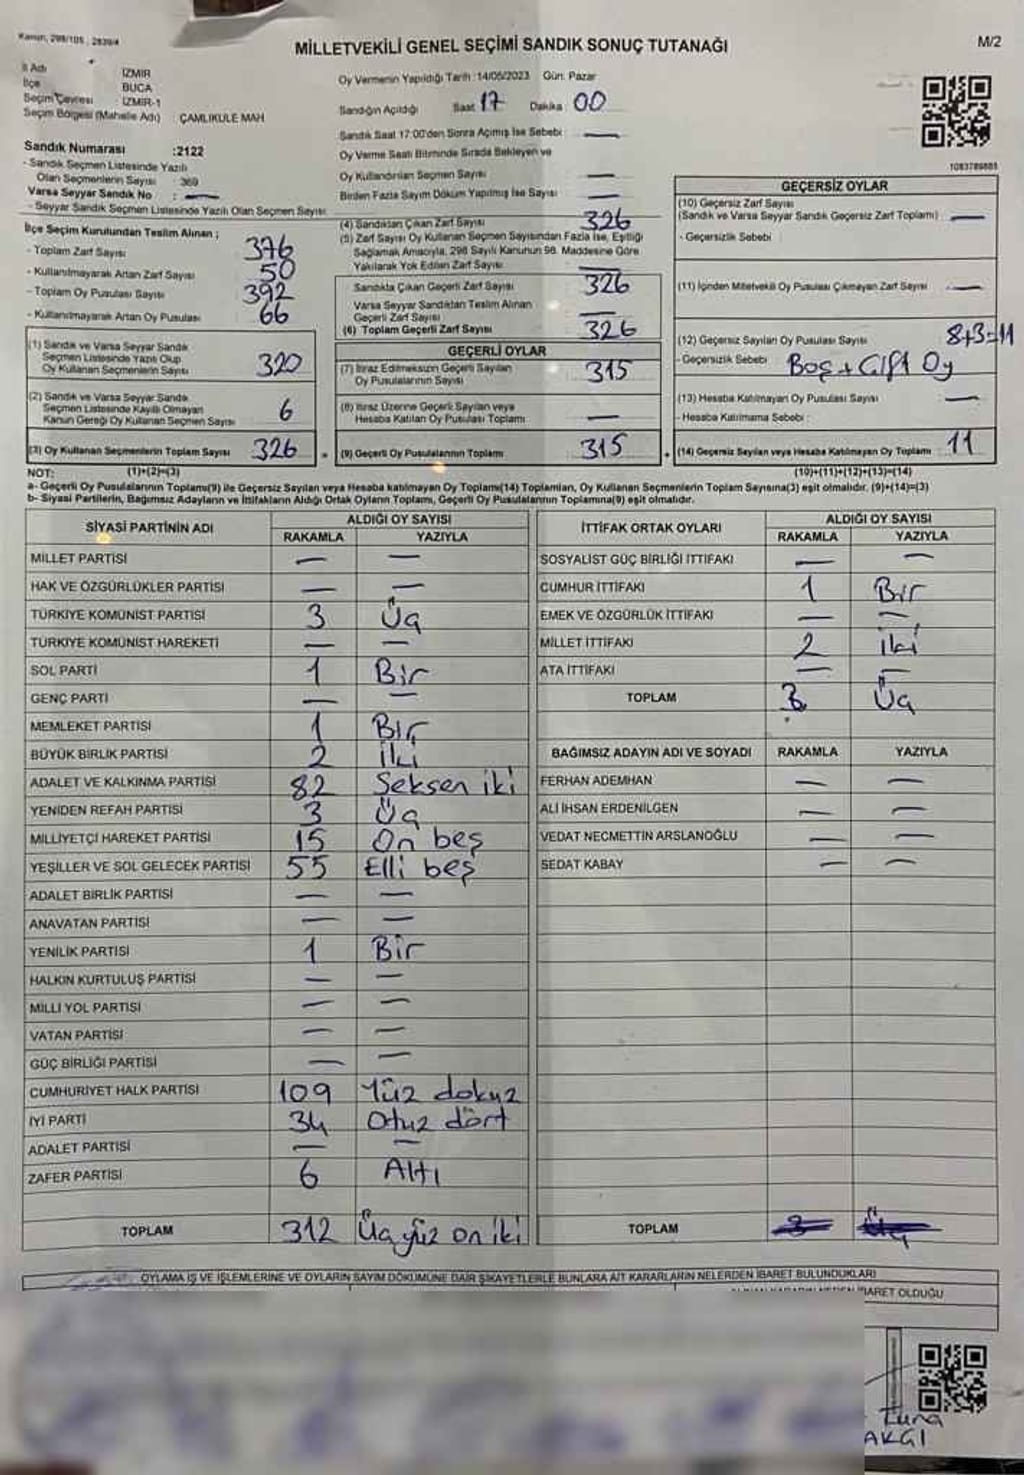 Kanun, 298/105 , 2839/4
MİLLETVEKİLİ GENEL SEÇİMİ SANDIK SONUÇ TUTANAĞI
M/2
İl Adı : İZMİR
İlçe : BUCA
Seçim Çevresi : İZMİR-1
Seçim Bölgesi (Mahalle Adı) : ÇAMLIKULE MAH
Sandık Numarası :2122
- Sandık Seçmen Listesinde Yazılı
Olan Seçmenlerin Sayısı : 369
Varsa Seyyar Sandık No : —
- Seyyar Sandık Seçmen Listesinde Yazılı Olan Seçmen Sayısı:
İlçe Seçim Kurulundan Teslim Alınan ;
- Toplam Zarf Sayısı : 376
- Kullanılmayarak Artan Zarf Sayısı : 50
- Toplam Oy Pusulası Sayısı : 392
- Kullanılmayarak Artan Oy Pusulası : 66
(1) Sandık ve Varsa Seyyar Sandık
Seçmen Listesinde Yazılı Olup
Oy Kullanan Seçmenlerin Sayısı : 320
(2) Sandık ve Varsa Seyyar Sandık
Seçmen Listesinde Kayıtlı Olmayan
Kanun Gereği Oy Kullanan Seçmen Sayısı : 6
(3) Oy Kullanan Seçmenlerin Toplam Sayısı : 326
Oy Vermenin Yapıldığı Tarih :14/05/2023 Gün: Pazar
Sandığın Açıldığı Saat: 17 Dakika: 00
Sandık Saat 17:00'den Sonra Açılmış İse Sebebi : —
Oy Verme Saati Bitiminde Sırada Bekleyen ve
Oy Kullandırılan Seçmen Sayısı : —
Birden Fazla Sayım Döküm Yapılmış İse Sayısı : —
(4) Sandıktan Çıkan Zarf Sayısı : 326
(5) Zarf Sayısı Oy Kullanan Seçmen Sayısından Fazla İse, Eşitliği
Sağlamak Amacıyla, 298 Sayılı Kanunun 98. Maddesine Göre
Yakılarak Yok Edilen Zarf Sayısı : —
Sandıkta Çıkan Geçerli Zarf Sayısı : 326
Varsa Seyyar Sandıktan Teslim Alınan
Geçerli Zarf Sayısı : —
(6) Toplam Geçerli Zarf Sayısı : 326
GEÇERLİ OYLAR
(7) İtiraz Edilmeksizin Geçerli Sayılan
Oy Pusulalarının Sayısı : 315
(8) İtiraz Üzerine Geçerli Sayılan veya
Hesaba Katılan Oy Pusulası Toplamı : —
(9) Geçerli Oy Pusulalarının Toplamı : 315
1083789885
GEÇERSİZ OYLAR
(10) Geçersiz Zarf Sayısı
(Sandık ve Varsa Seyyar Sandık Geçersiz Zarf Toplamı) : —
- Geçersizlik Sebebi :
(11) İçinden Milletvekili Oy Pusulası Çıkmayan Zarf Sayısı : —
(12) Geçersiz Sayılan Oy Pusulası Sayısı : 8+3=11
- Geçersizlik Sebebi : Boş + Çift Oy
(13) Hesaba Katılmayan Oy Pusulası Sayısı : —
- Hesaba Katılmama Sebebi :
(14) Geçersiz Sayılan veya Hesaba Katılmayan Oy Toplamı : 11
NOT: (1)+(2)=(3)
(10)+(11)+(12)+(13)=(14)
a- Geçerli Oy Pusulalarının Toplamı(9) ile Geçersiz Sayılan veya Hesaba katılmayan Oy Toplamı(14) Toplamları, Oy Kullanan Seçmenlerin Toplam Sayısına(3) eşit olmalıdır. (9)+(14)=(3)
b- Siyasi Partilerin, Bağımsız Adayların ve İttifakların Aldığı Ortak Oyların Toplamı, Geçerli Oy Pusulalarının Toplamına(9) eşit olmalıdır.
SİYASİ PARTİNİN ADI ALDIĞI OY SAYISI
RAKAMLA YAZIYLA
MİLLET PARTİSİ — —
HAK VE ÖZGÜRLÜKLER PARTİSİ — —
TÜRKİYE KOMÜNİST PARTİSİ 3 Üç
TÜRKİYE KOMÜNİST HAREKETİ — —
SOL PARTİ 1 Bir
GENÇ PARTİ — —
MEMLEKET PARTİSİ 1 Bir
BÜYÜK BİRLİK PARTİSİ 2 İki
ADALET VE KALKINMA PARTİSİ 82 Seksen iki
YENİDEN REFAH PARTİSİ 3 Üç
MİLLİYETÇİ HAREKET PARTİSİ 15 On beş
YEŞİLLER VE SOL GELECEK PARTİSİ 55 Elli beş
ADALET BİRLİK PARTİSİ — —
ANAVATAN PARTİSİ — —
YENİLİK PARTİSİ 1 Bir
HALKIN KURTULUŞ PARTİSİ — —
MİLLİ YOL PARTİSİ — —
VATAN PARTİSİ — —
GÜÇ BİRLİĞİ PARTİSİ — —
CUMHURİYET HALK PARTİSİ 109 Yüz dokuz
İYİ PARTİ 34 Otuz dört
ADALET PARTİSİ — —
ZAFER PARTİSİ 6 Altı
TOPLAM 312 Üç yüz on iki
İTTİFAK ORTAK OYLARI ALDIĞI OY SAYISI
RAKAMLA YAZIYLA
SOSYALİST GÜÇ BİRLİĞİ İTTİFAKI — —
CUMHUR İTTİFAKI 1 Bir
EMEK VE ÖZGÜRLÜK İTTİFAKI — —
MİLLET İTTİFAKI 2 iki
ATA İTTİFAKI — —
TOPLAM 3 Üç
BAĞIMSIZ ADAYIN ADI VE SOYADI RAKAMLA YAZIYLA
FERHAN ADEMHAN — —
ALİ İHSAN ERDENİLGEN — —
VEDAT NECMETTİN ARSLANOĞLU — —
SEDAT KABAY — —
TOPLAM 3 Üç
OYLAMA İŞ VE İŞLEMLERİNE VE OYLARIN SAYIM DÖKÜMÜNE DAİR ŞİKAYETLERLE BUNLARA AİT KARARLARIN NELERDEN İBARET BULUNDUKLARI
İBARET OLDUĞU